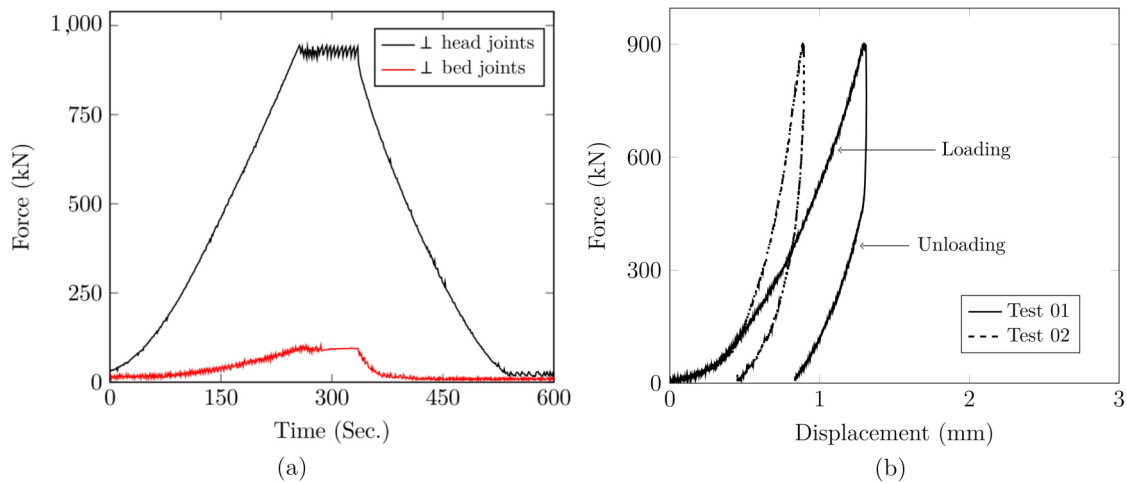 1,000
750
500
250
0
Force (kN)
0
150
300
450
600
Time (Sec.)
⊥ head joints
⊥ bed joints
(a)
900
600
300
0
Force (kN)
0
1
2
3
Displacement (mm)
Loading
Unloading
Test 01
Test 02
(b)